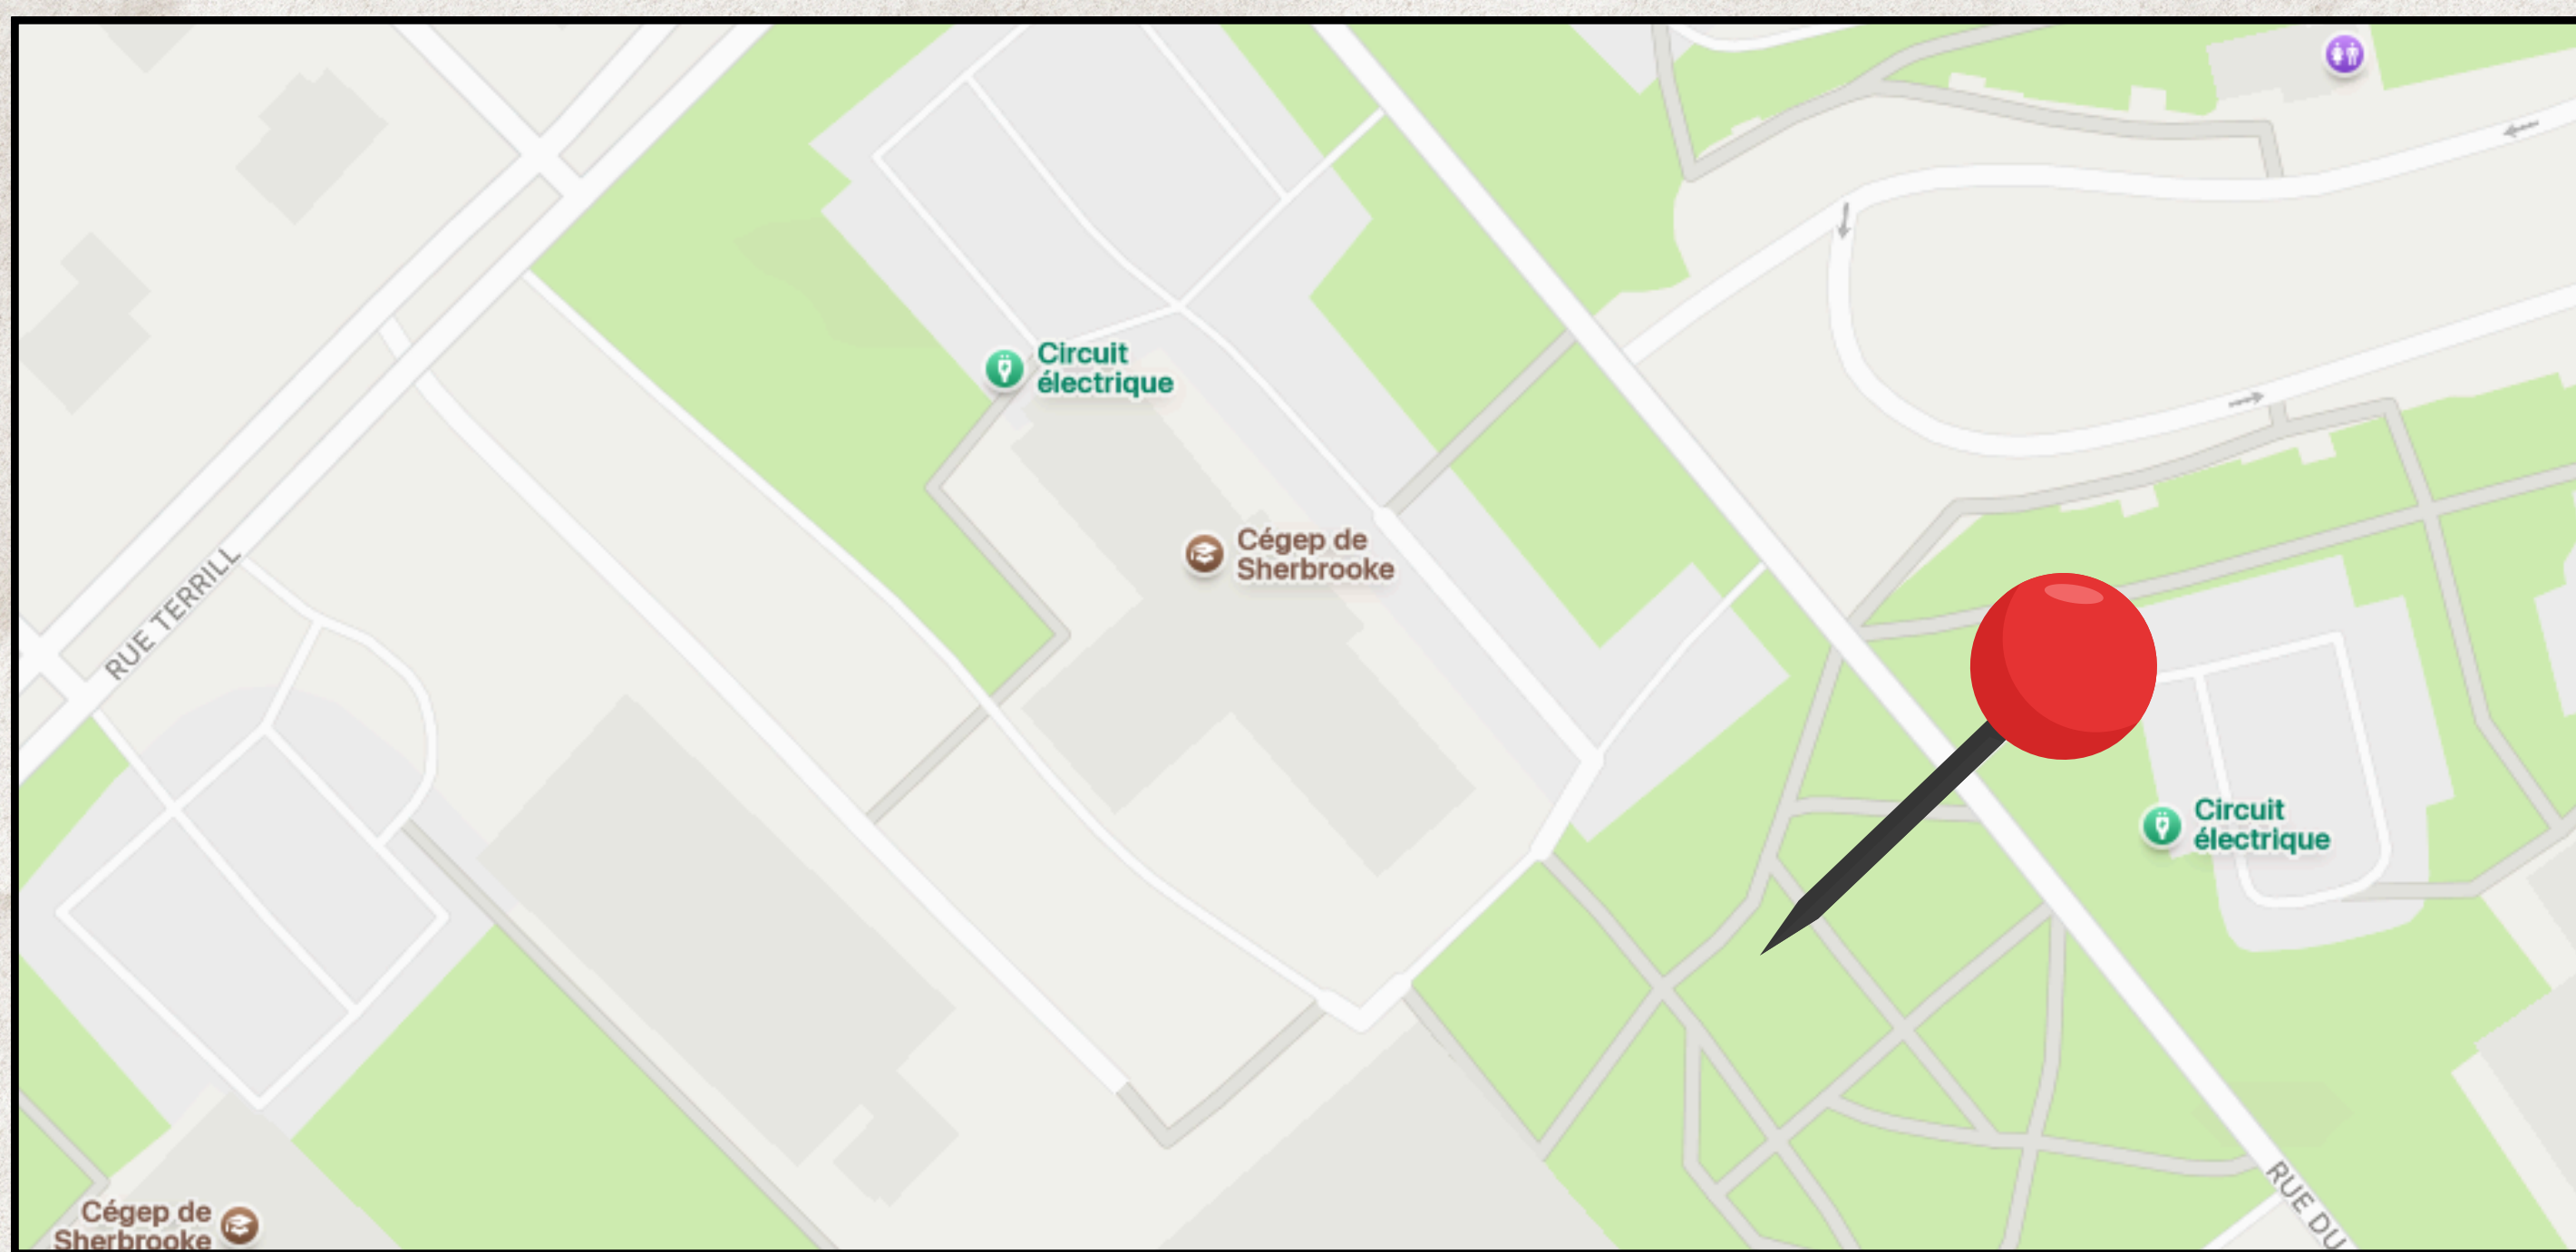 Circuit
électrique
Cégep de
Sherbrooke
RUE TERRILL
Circuit
électrique
RUE DU
Cégep de
Sherbrooke